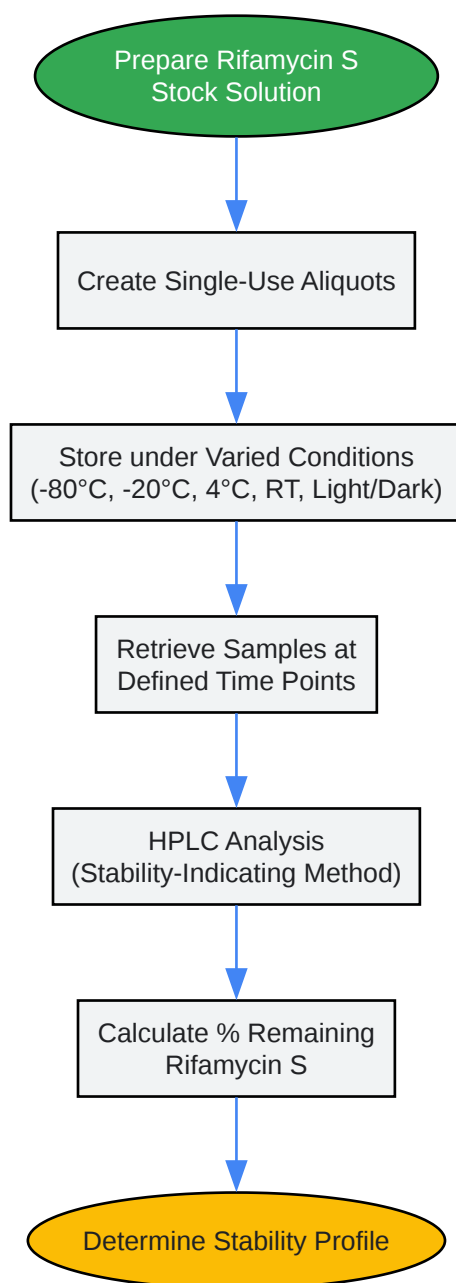 Prepare Rifamycin S
Stock Solution
Create Single-Use Aliquots
Store under Varied Conditions
(-80°C, -20°C, 4°C, RT, Light/Dark)
Retrieve Samples at
Defined Time Points
HPLC Analysis
(Stability-Indicating Method)
Calculate % Remaining
Rifamycin S
Determine Stability Profile